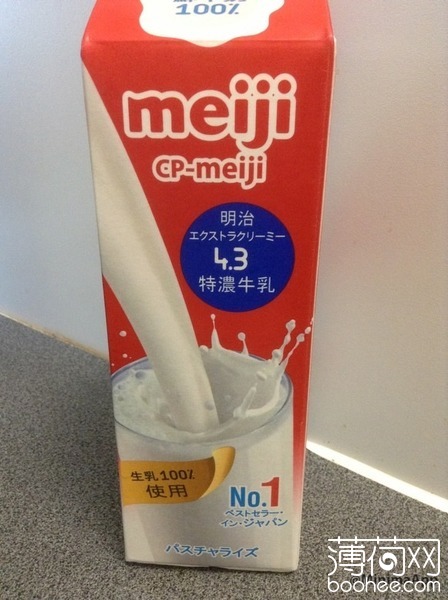 100%
meiji
CP-meiji
明治
エクストラクリーミー
4.3
特濃牛乳
生乳100%
使用
No.1
ベストセラー・
イン・ジャパン
パスチャライズ
薄荷网
boohee.com